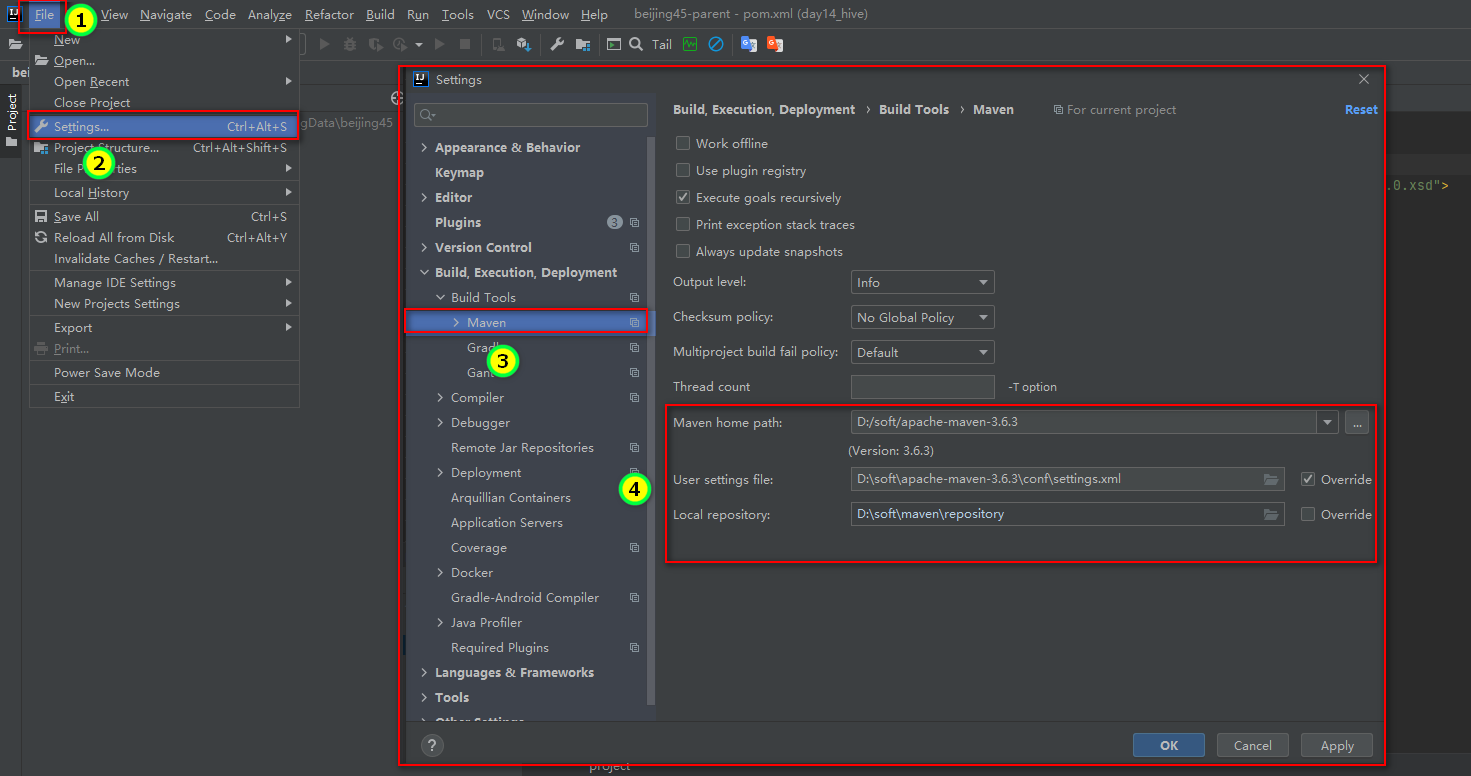 IJ File 1 View Navigate Code Analyze Refactor Build Run Tools VCS Window Help beijing45-parent - pom.xml (day14_hive)
Tail
New
bei
Open...
Open Recent
Close Project
Project
Settings... Ctrl+Alt+S
gData\beijing45
Project Structure... Ctrl+Alt+Shift+S
2
File Properties
Local History
Save All Ctrl+S
Reload All from Disk Ctrl+Alt+Y
Invalidate Caches / Restart...
Manage IDE Settings
New Projects Settings
Export
Print...
Power Save Mode
Exit
IJ Settings
Appearance & Behavior
Keymap
Editor
Plugins 3
Version Control
Build, Execution, Deployment
Build Tools
Maven
Gradle
3
Gant
Compiler
Debugger
Remote Jar Repositories
Deployment
4
Arquillian Containers
Application Servers
Coverage
Docker
Gradle-Android Compiler
Java Profiler
Required Plugins
Languages & Frameworks
Tools
Other Settings
Build, Execution, Deployment › Build Tools › Maven For current project Reset
Work offline
Use plugin registry
Execute goals recursively
Print exception stack traces
Always update snapshots
Output level: Info
Checksum policy: No Global Policy
Multiproject build fail policy: Default
Thread count -T option
Maven home path: D:/soft/apache-maven-3.6.3 ...
(Version: 3.6.3)
User settings file: D:\soft\apache-maven-3.6.3\conf\settings.xml Override
Local repository: D:\soft\maven\repository Override
? OK Cancel Apply
.0.xsd">
project